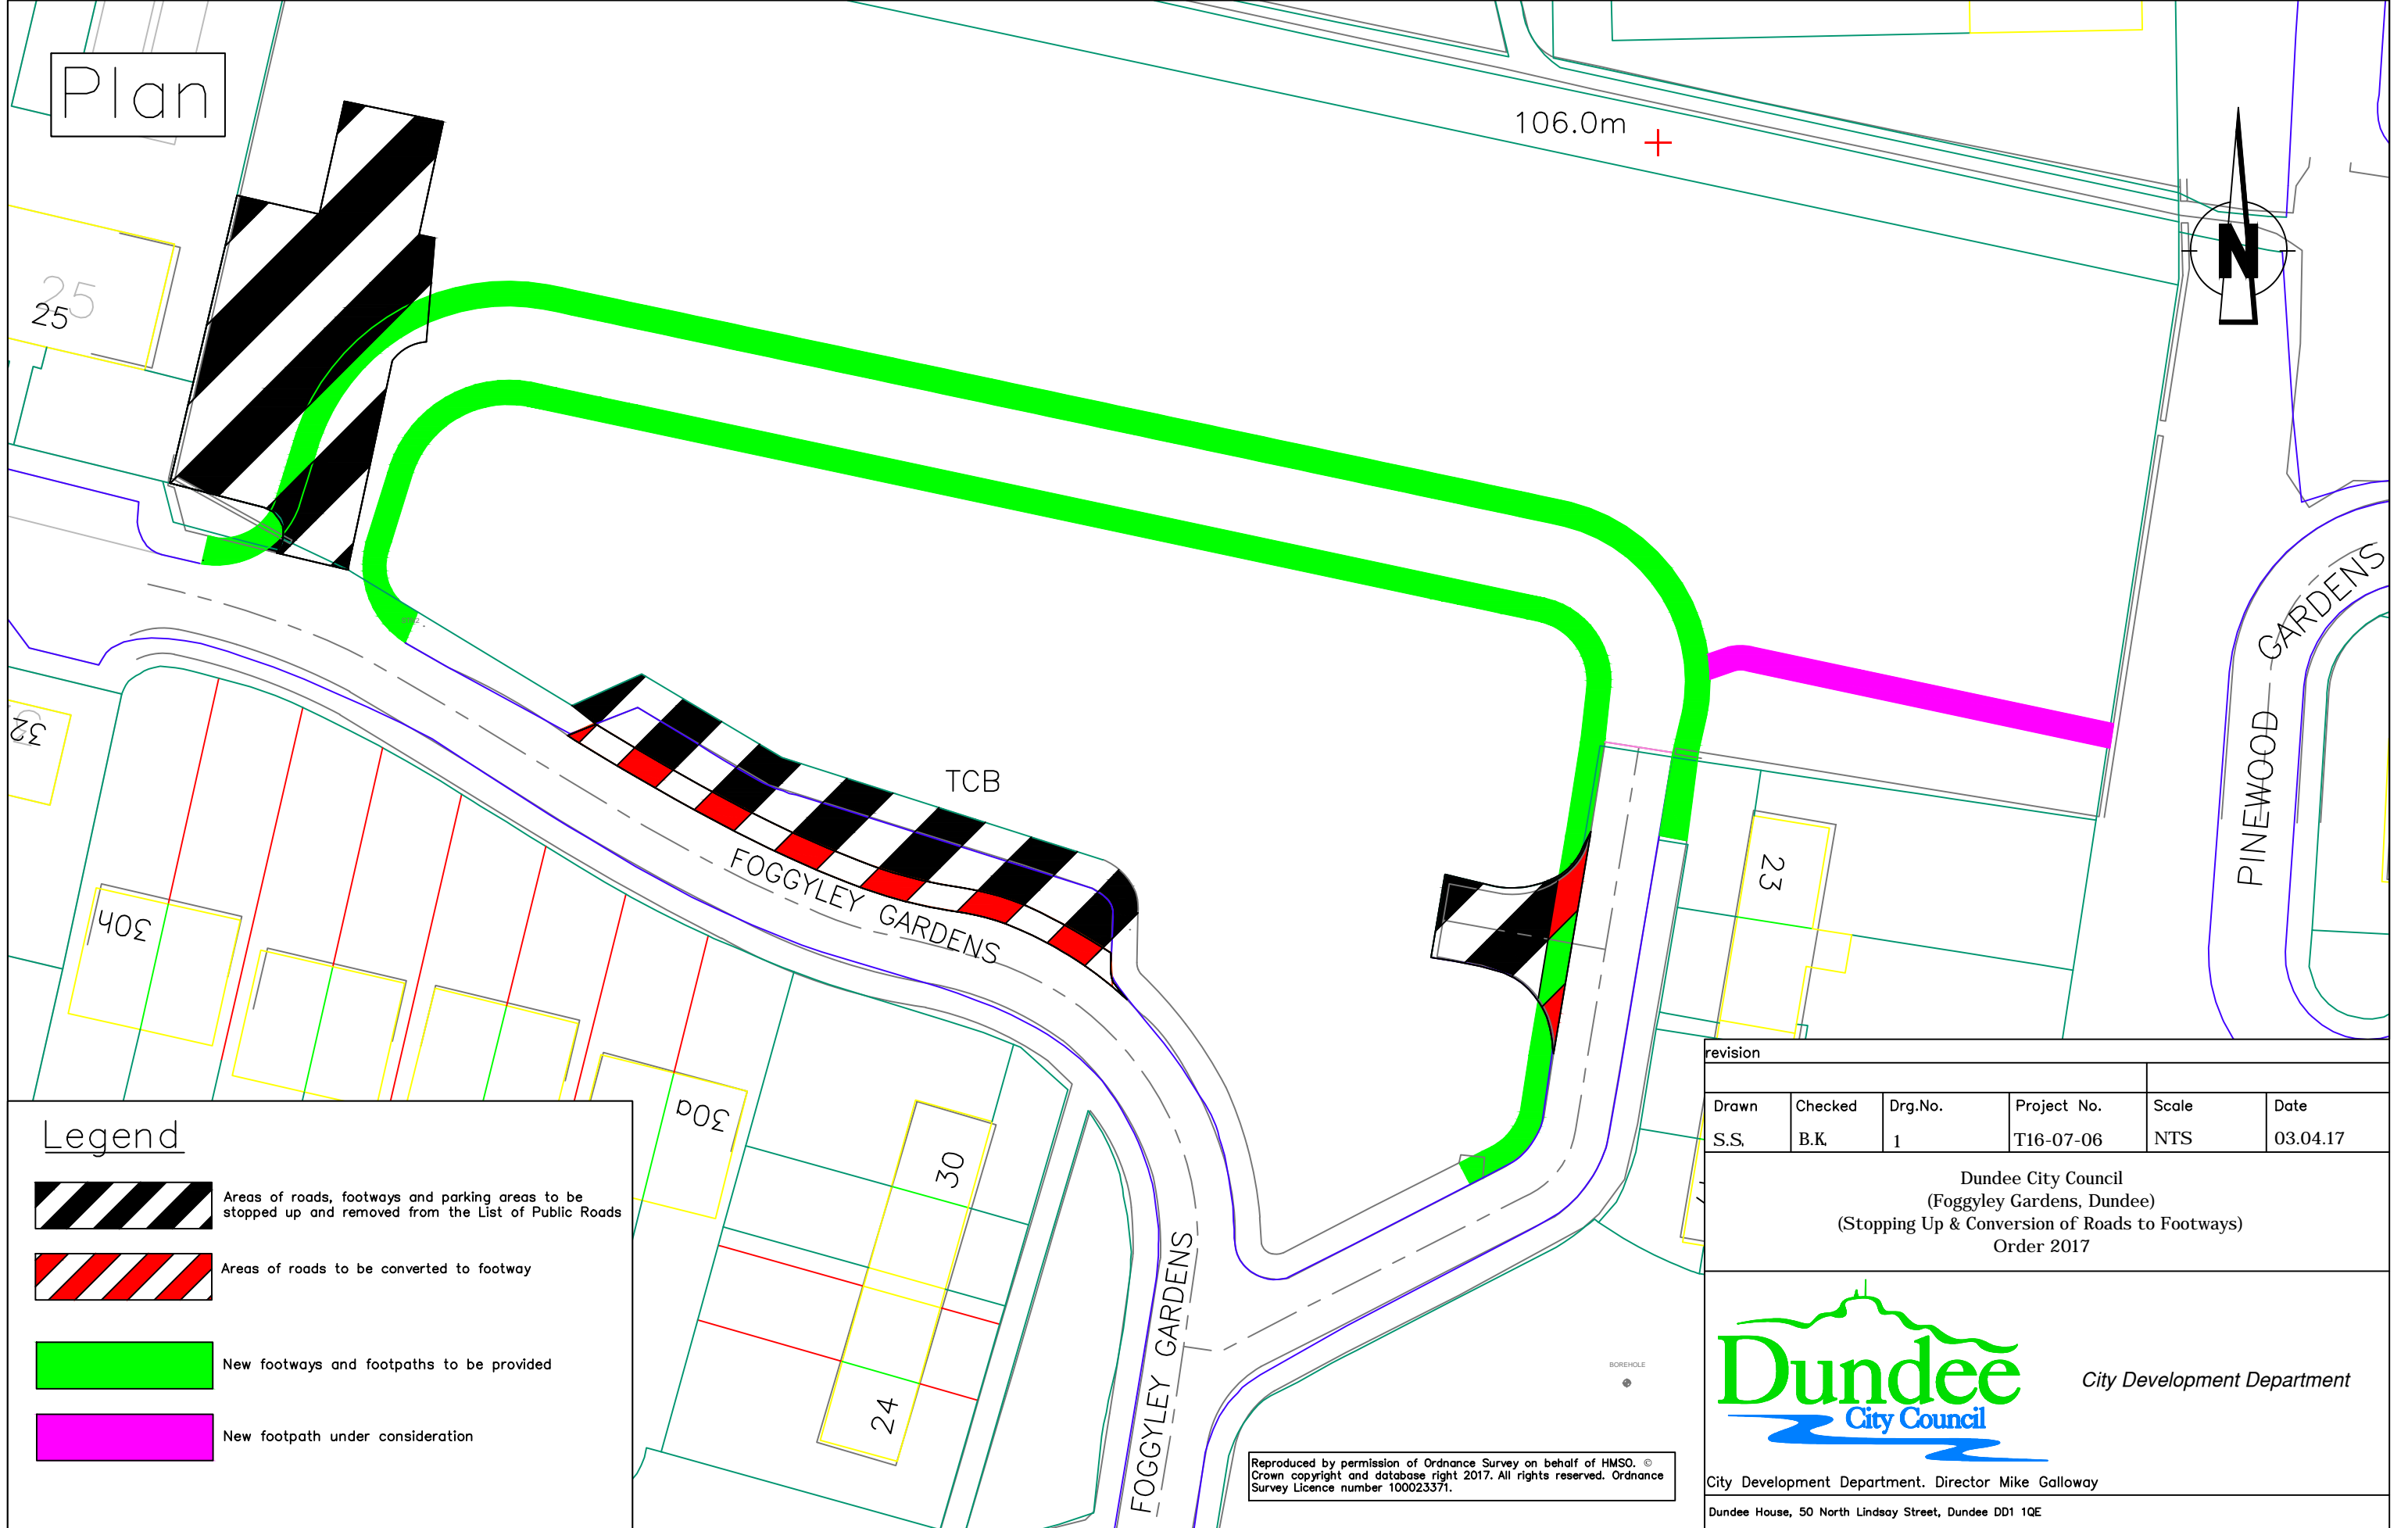 Plan
106.0m
N
25
25
32
TCB
FOGGYLEY GARDENS
GARDENS
PINEWOOD
23
30h
30a
30
24
FOGGYLEY GARDENS
BOREHOLE
Legend
Areas of roads, footways and parking areas to be
stopped up and removed from the List of Public Roads
Areas of roads to be converted to footway
New footways and footpaths to be provided
New footpath under consideration
Reproduced by permission of Ordnance Survey on behalf of HMSO. ©
Crown copyright and database right 2017. All rights reserved. Ordnance
Survey Licence number 100023371.
revision
Drawn Checked Drg.No. Project No. Scale Date
S.S. B.K. 1 T16-07-06 NTS 03.04.17
Dundee City Council
(Foggyley Gardens, Dundee)
(Stopping Up & Conversion of Roads to Footways)
Order 2017
Dundee
City Council
City Development Department
City Development Department. Director Mike Galloway
Dundee House, 50 North Lindsay Street, Dundee DD1 1QE